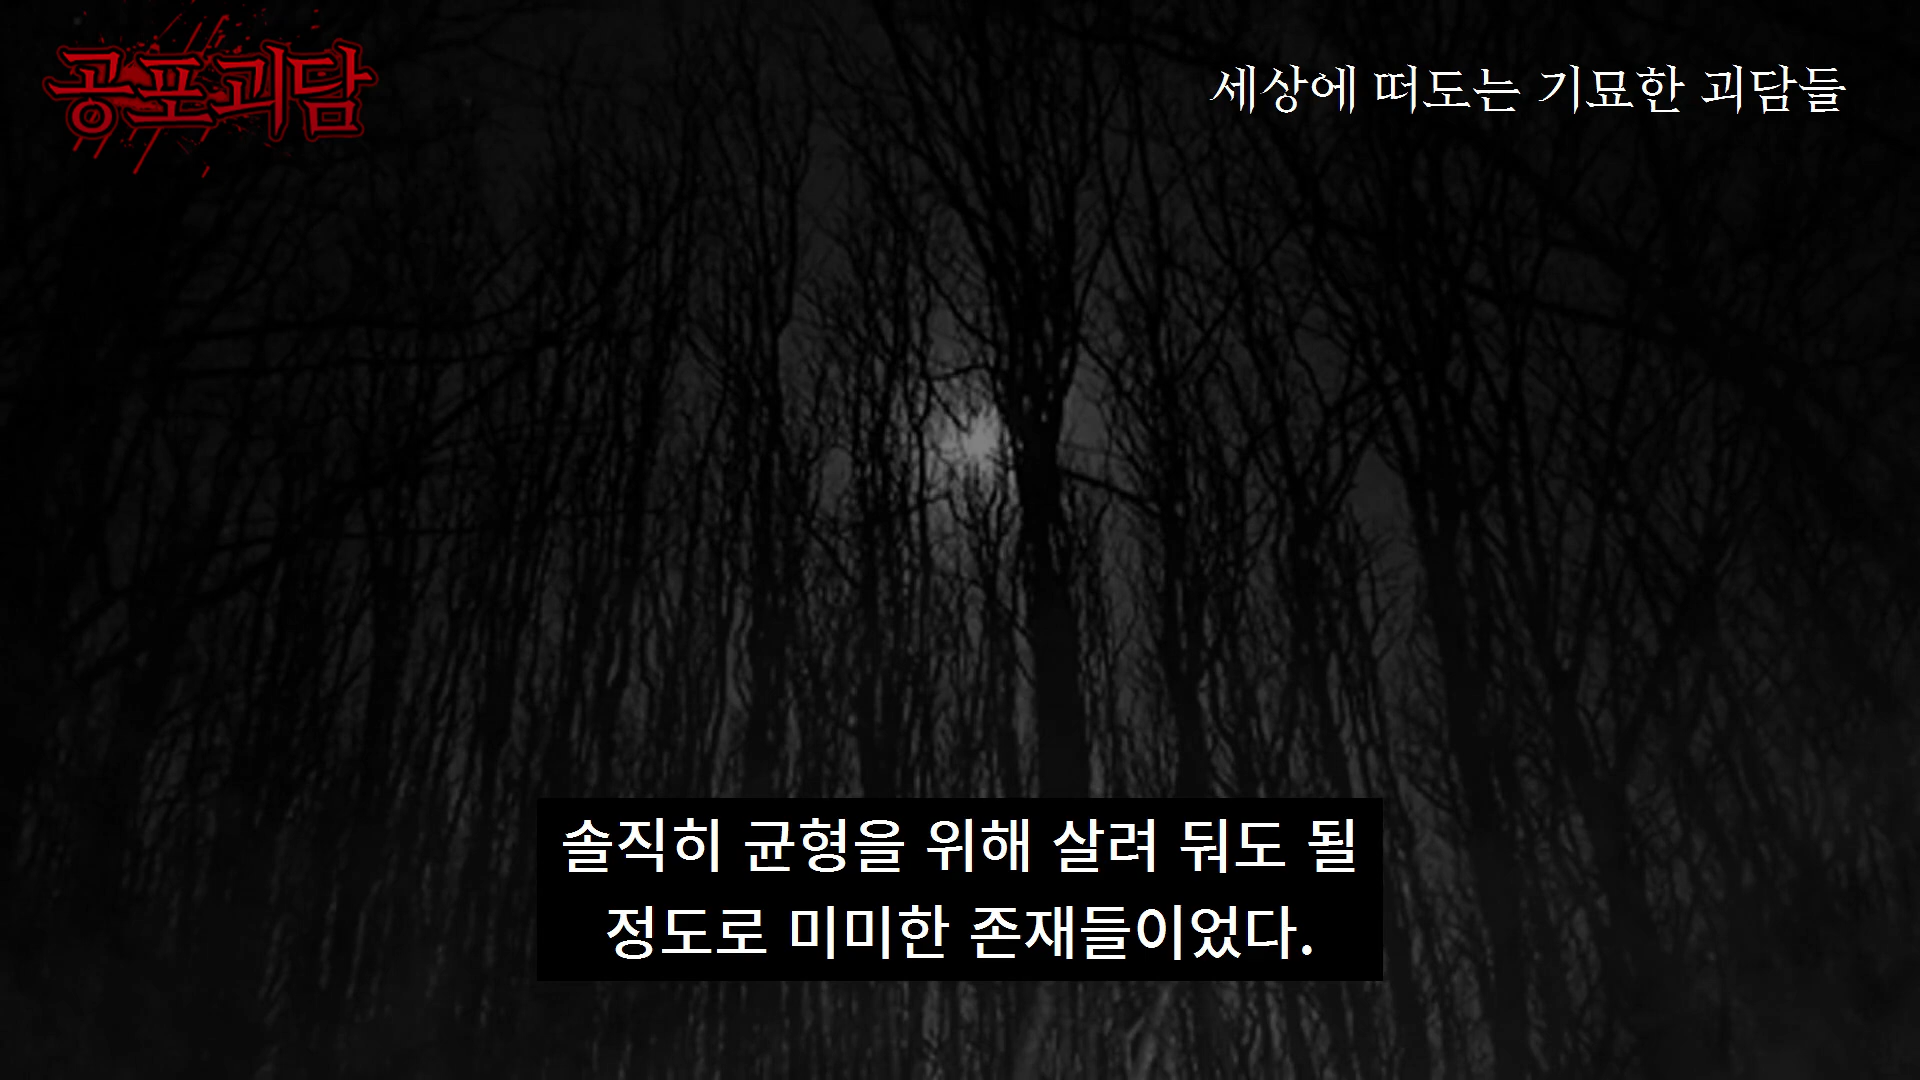 공포괴담
세상에 떠도는 기묘한 괴담들
솔직히 균형을 위해 살려 둬도 될
정도로 미미한 존재들이었다.